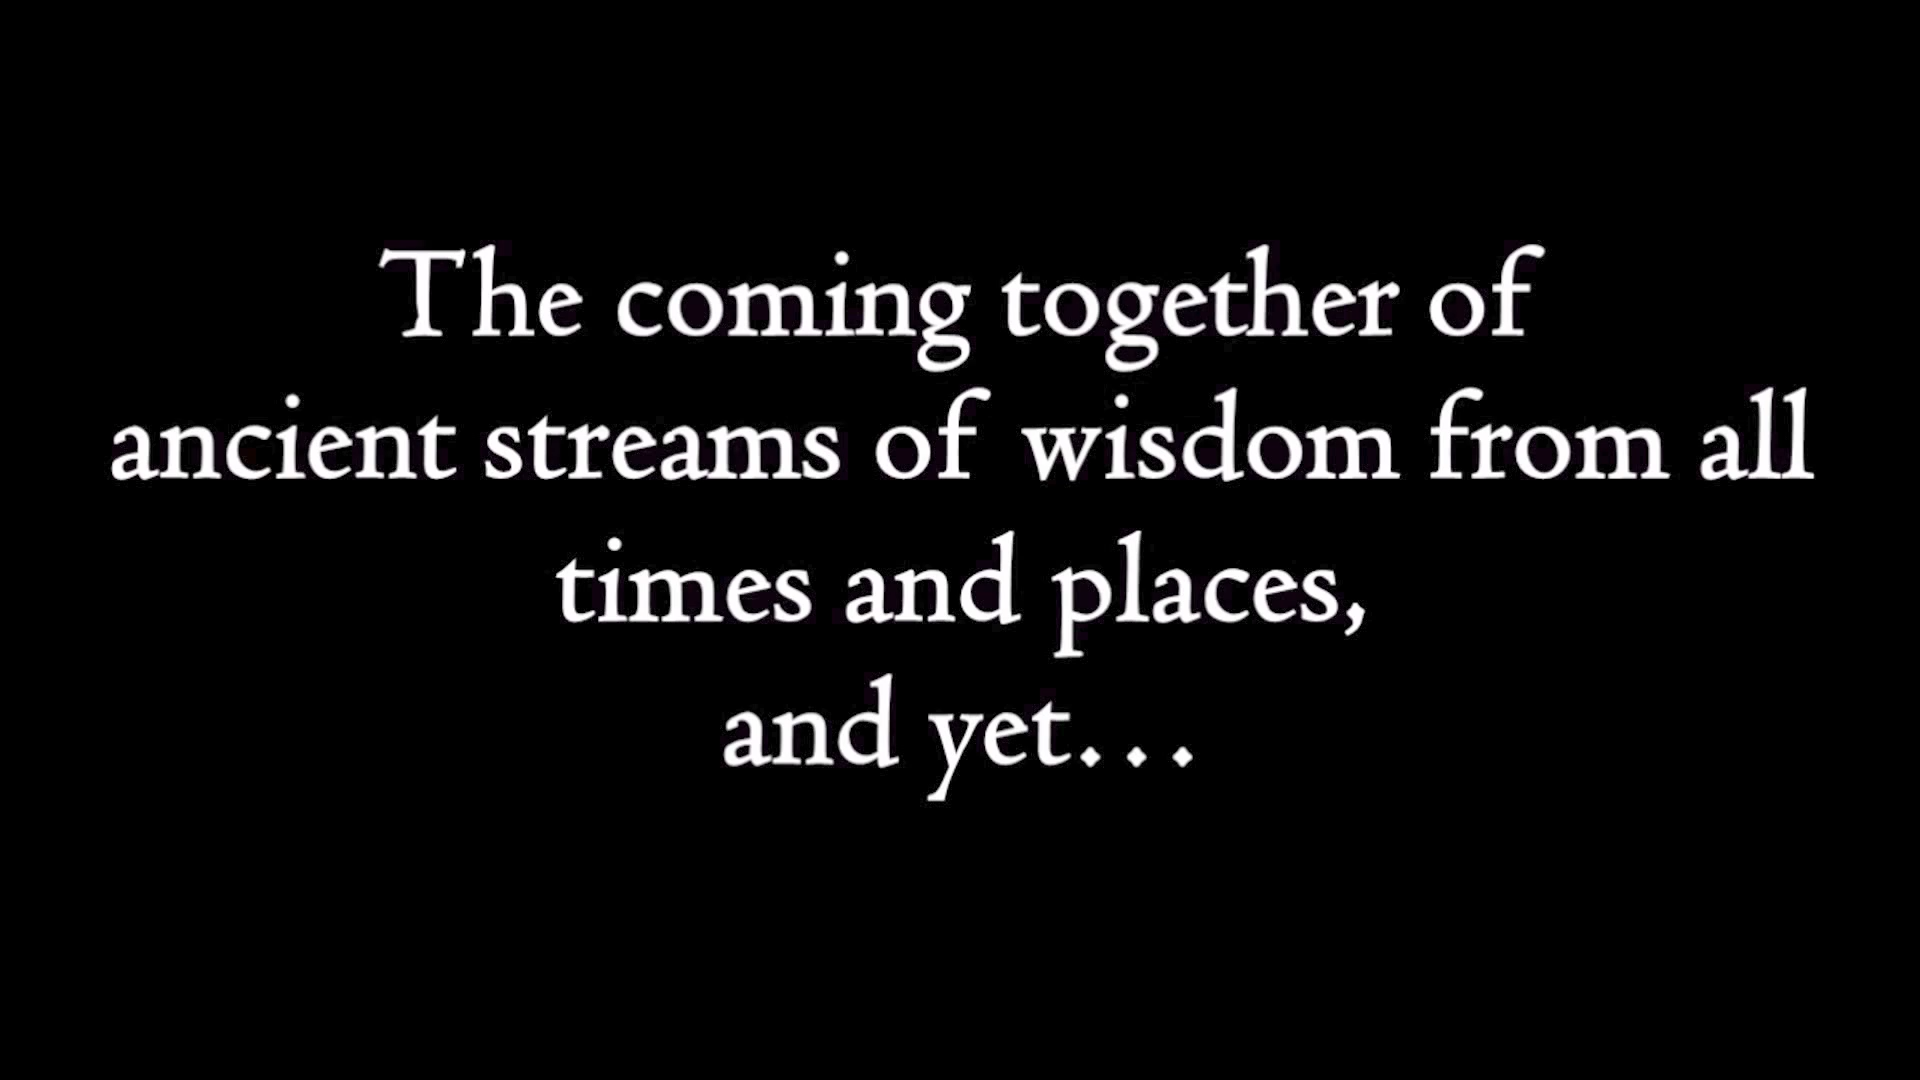 The coming together of
ancient streams of wisdom from all
times and places,
and yet...